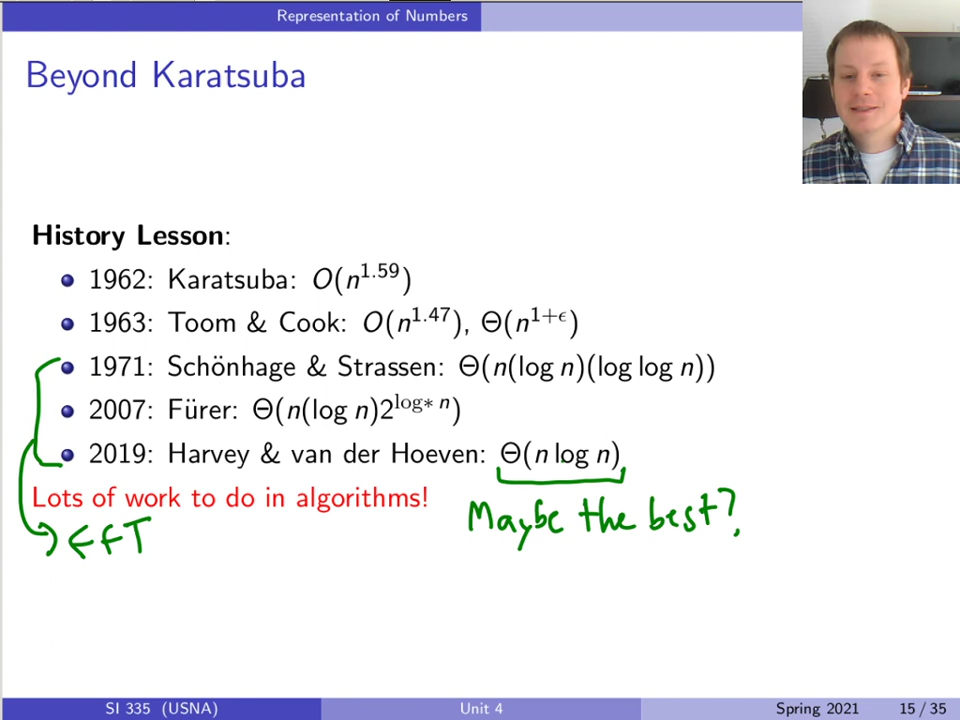 Representation of Numbers
Beyond Karatsuba
History Lesson:
1962: Karatsuba: O(n^1.59)
1963: Toom & Cook: O(n^1.47), Θ(n^1+ϵ)
1971: Schönhage & Strassen: Θ(n(log n)(log log n))
2007: Fürer: Θ(n(log n)2^log∗ n)
2019: Harvey & van der Hoeven: Θ(n log n)
Lots of work to do in algorithms!
Maybe the best?
FFT
SI 335 (USNA) Unit 4 Spring 2021 15 / 35